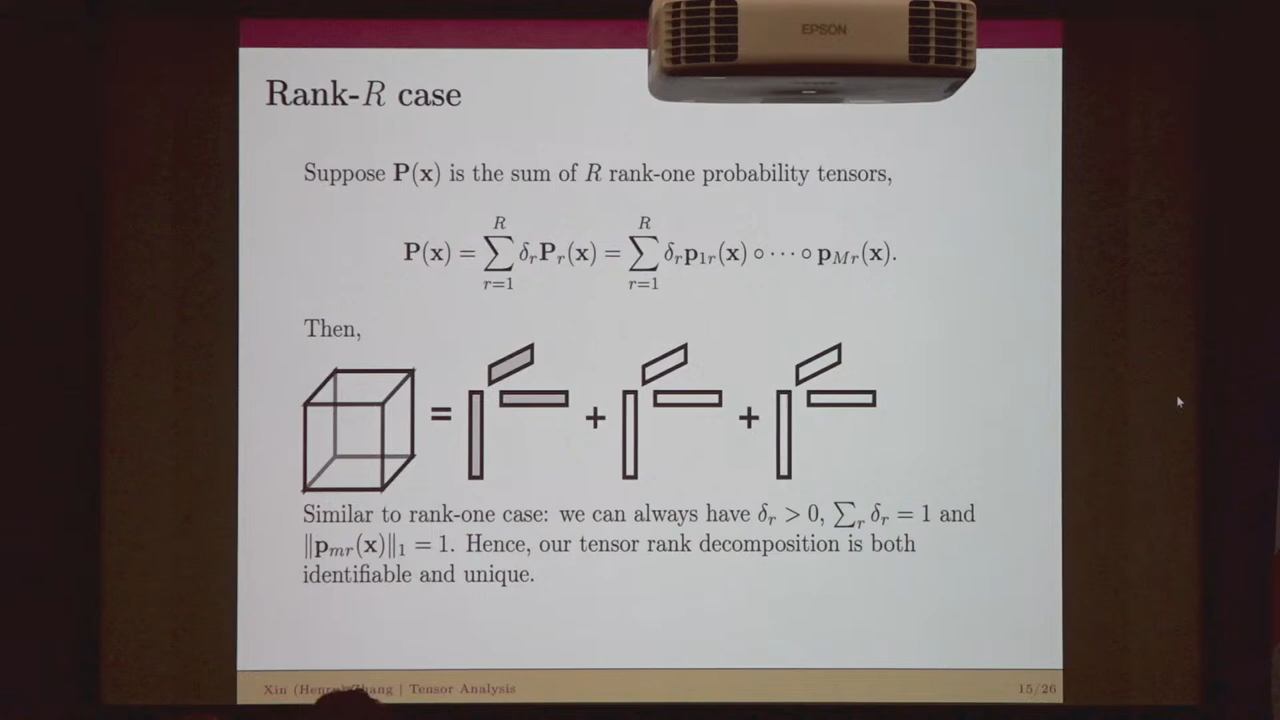 EPSON
Rank-R case
Suppose P(x) is the sum of R rank-one probability tensors,
P(x) = ∑_{r=1}^{R} δ_r P_r(x) = ∑_{r=1}^{R} δ_r p_{1r}(x) ∘ ⋯ ∘ p_{Mr}(x).
Then,
= + +
Similar to rank-one case: we can always have δ_r > 0, ∑_r δ_r = 1 and
‖p_{mr}(x)‖_1 = 1. Hence, our tensor rank decomposition is both
identifiable and unique.
Xin (Henry) | Tensor Analysis 15/26